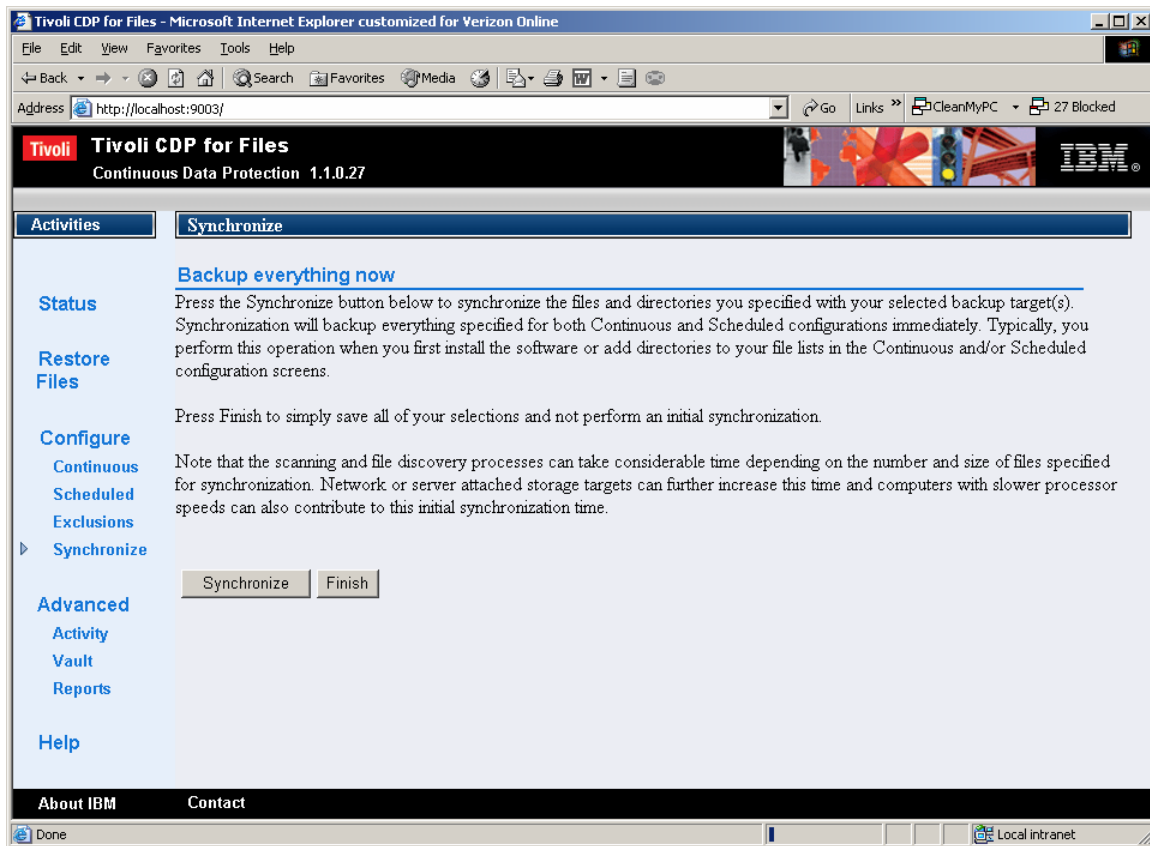 Tivoli CDP for Files - Microsoft Internet Explorer customized for Verizon Online
File Edit View Favorites Tools Help
Back Search Favorites Media
Address http://localhost:9003/ Go Links » CleanMyPC 27 Blocked
Tivoli Tivoli CDP for Files
Continuous Data Protection 1.1.0.27
IBM®
Activities
Synchronize
Backup everything now
Press the Synchronize button below to synchronize the files and directories you specified with your selected backup target(s).
Synchronization will backup everything specified for both Continuous and Scheduled configurations immediately. Typically, you
perform this operation when you first install the software or add directories to your file lists in the Continuous and/or Scheduled
configuration screens.
Press Finish to simply save all of your selections and not perform an initial synchronization.
Note that the scanning and file discovery processes can take considerable time depending on the number and size of files specified
for synchronization. Network or server attached storage targets can further increase this time and computers with slower processor
speeds can also contribute to this initial synchronization time.
Synchronize Finish
Status
Restore
Files
Configure
Continuous
Scheduled
Exclusions
Synchronize
Advanced
Activity
Vault
Reports
Help
About IBM Contact
Done Local intranet